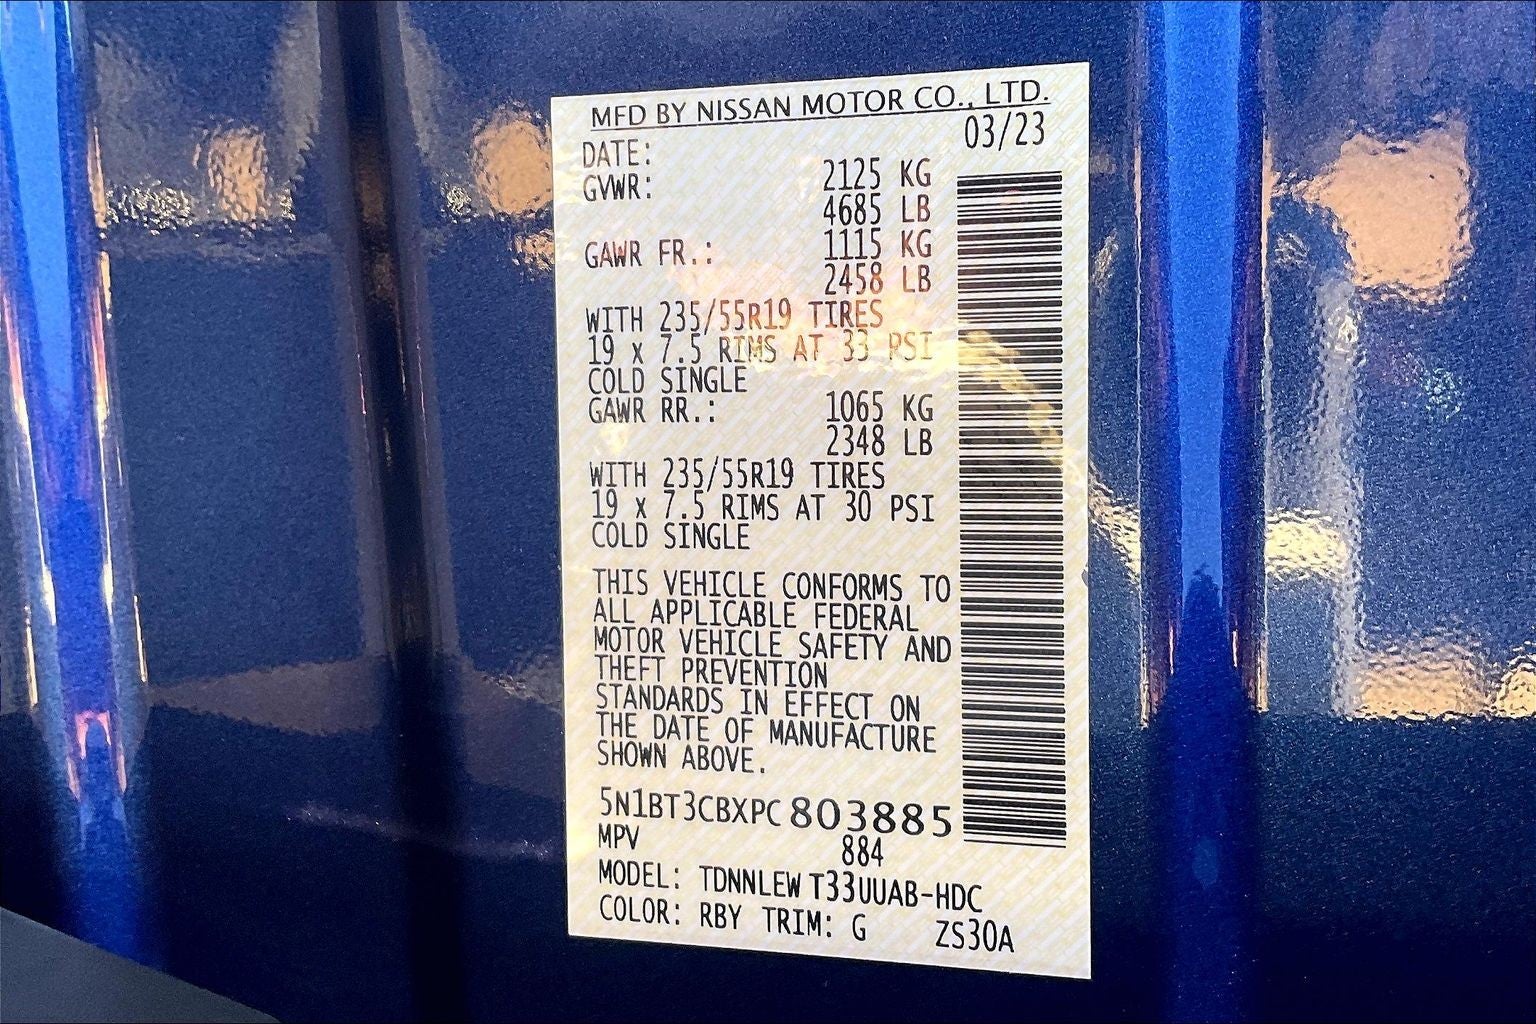 MFD BY NISSAN MOTOR CO., LTD.
DATE: 03/23
GVWR: 2125 KG
4685 LB
GAWR FR.: 1115 KG
2458 LB
WITH 235/55R19 TIRES
19 x 7.5 RIMS AT 33 PSI
COLD SINGLE
GAWR RR.: 1065 KG
2348 LB
WITH 235/55R19 TIRES
19 x 7.5 RIMS AT 30 PSI
COLD SINGLE
THIS VEHICLE CONFORMS TO
ALL APPLICABLE FEDERAL
MOTOR VEHICLE SAFETY AND
THEFT PREVENTION
STANDARDS IN EFFECT ON
THE DATE OF MANUFACTURE
SHOWN ABOVE.
5N1BT3CBXPC803885
MPV 884
MODEL: TDNNLEWT33UUAB-HDC
COLOR: RBY TRIM: G ZS30A